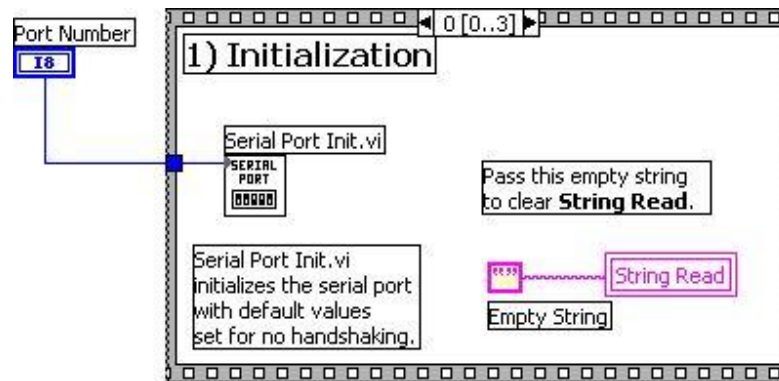 Port Number
I8
0 [0..3]
1) Initialization
Serial Port Init.vi
SERIAL
PORT
Pass this empty string
to clear String Read.
Serial Port Init.vi
initializes the serial port
with default values
set for no handshaking.
String Read
Empty String